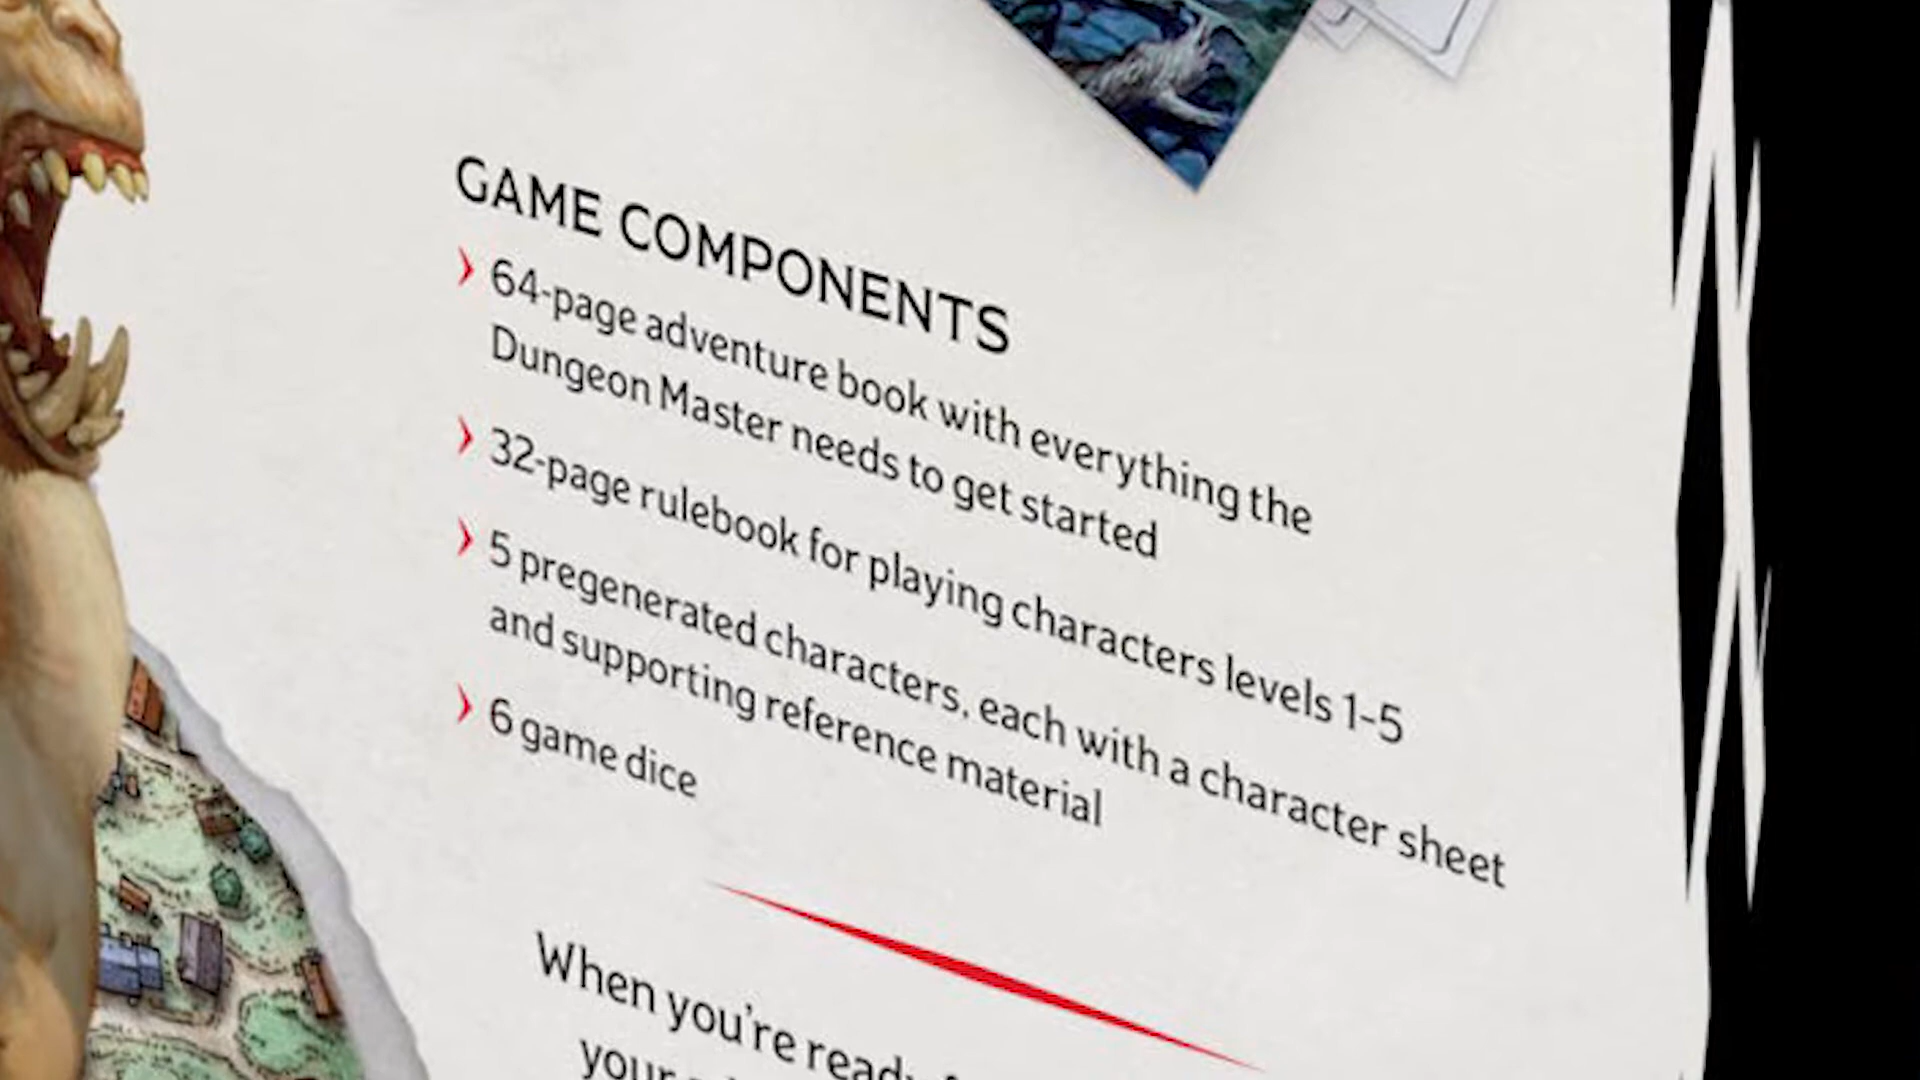 GAME COMPONENTS
64-page adventure book with everything the
Dungeon Master needs to get started
32-page rulebook for playing characters levels 1-5
5 pregenerated characters, each with a character sheet
and supporting reference material
6 game dice
When you're ready
your